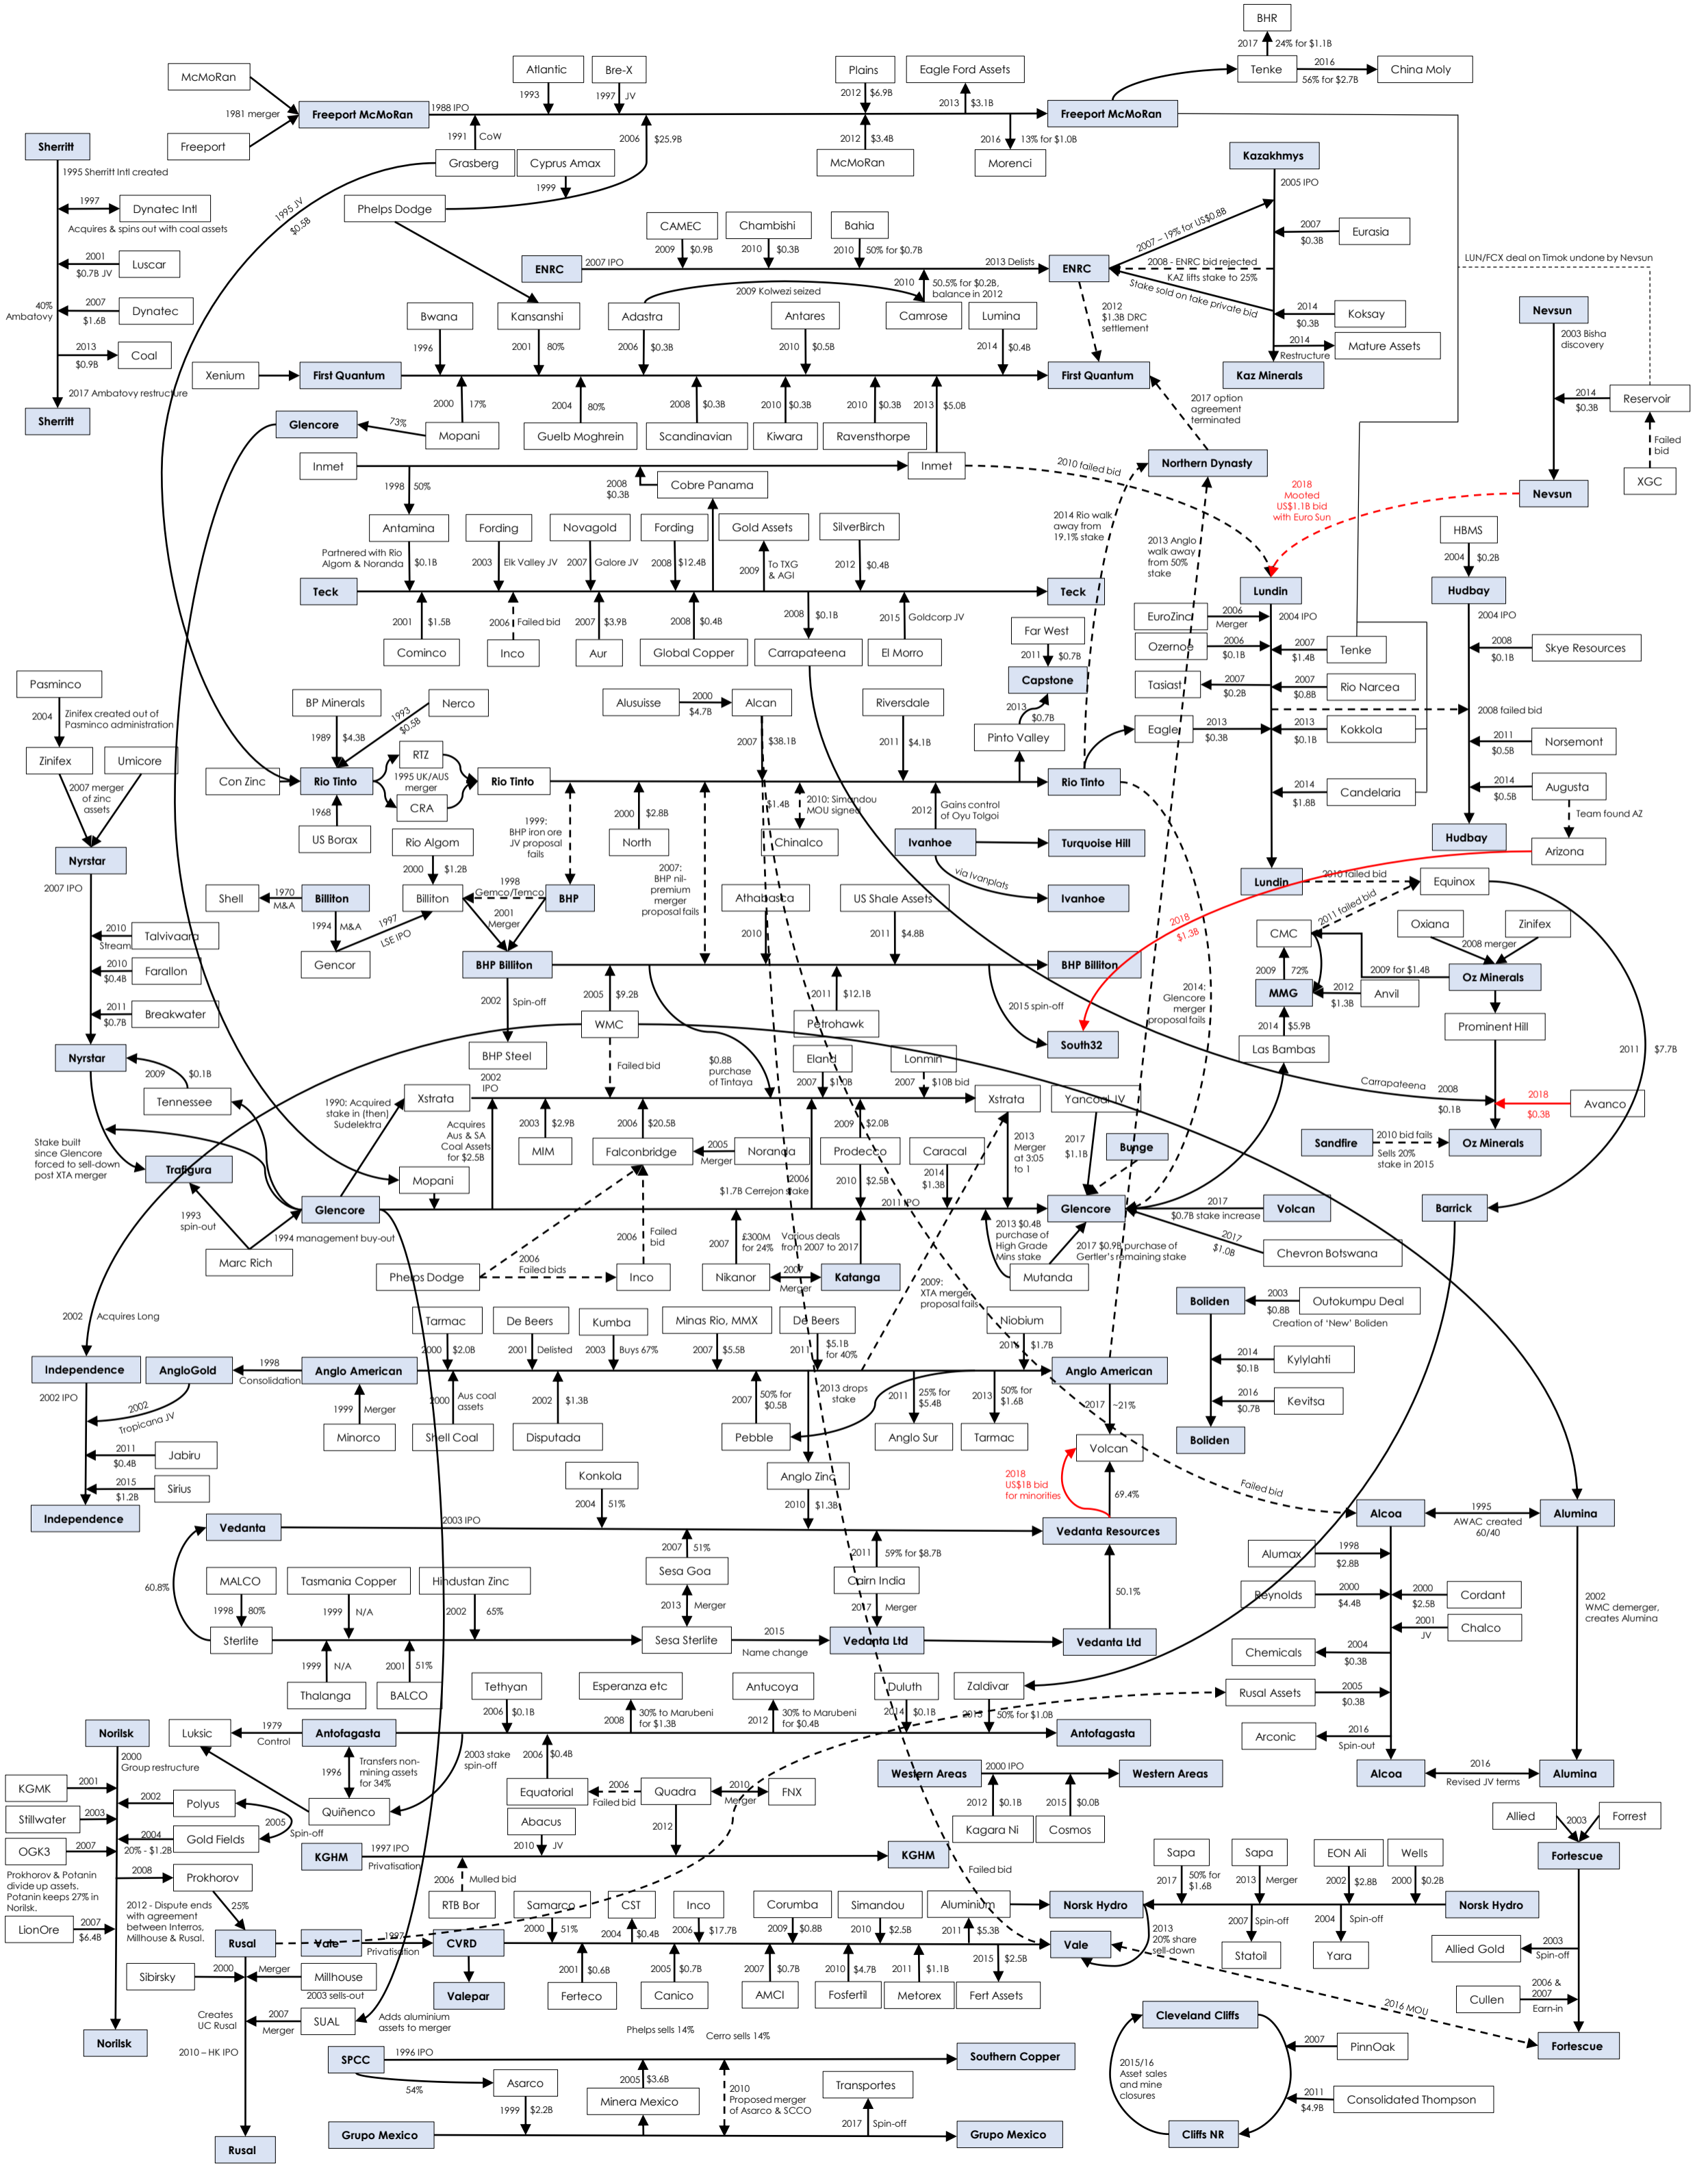 BHR
2017
24% for $1.1B
McMoRan
Atlantic
Bre-X
Plains
Eagle Ford Assets
Tenke
2016
56% for $2.7B
China Moly
1993
1997
JV
2012
$6.9B
2013
$3.1B
1981 merger
Freeport McMoRan
1988 IPO
Freeport McMoRan
Freeport
1991
CoW
2006
$25.9B
2012
$3.4B
2016
13% for $1.0B
Sherritt
Grasberg
Cyprus Amax
McMoRan
Morenci
Kazakhmys
1995 Sherritt Intl created
1999
2005 IPO
1997
Dynatec Intl
Acquires & spins out with coal assets
1995 JV
$0.5B
Phelps Dodge
CAMEC
Chambishi
Bahia
2007 – 19% for US$0.8B
2007
$0.3B
Eurasia
2009
$0.9B
2010
$0.3B
2010
50% for $0.7B
2001
$0.7B JV
Luscar
ENRC
2007 IPO
2013 Delists
ENRC
2008 - ENRC bid rejected
KAZ lifts stake to 25%
LUN/FCX deal on Timok undone by Nevsun
2009 Kolwezi seized
2010
50.5% for $0.2B,
balance in 2012
Stake sold on take private bid
40%
Ambatovy
2007
$1.6B
Dynatec
Bwana
Kansanshi
Adastra
Antares
Camrose
Lumina
2012
$1.3B DRC
settlement
2014
$0.3B
Koksay
Nevsun
2003 Bisha
discovery
2013
$0.9B
Coal
1996
2001
80%
2006
$0.3B
2010
$0.5B
2014
$0.4B
2014
Restructure
Mature Assets
Xenium
First Quantum
First Quantum
Kaz Minerals
2017 Ambatovy restructure
Sherritt
2000
17%
2004
80%
2008
$0.3B
2010
$0.3B
2010
$0.3B
2013
$5.0B
2017 option
agreement
terminated
2014
$0.3B
Reservoir
Glencore
73%
Mopani
Guelb Moghrein
Scandinavian
Kiwara
Ravensthorpe
Failed
bid
Inmet
Inmet
2010 failed bid
Northern Dynasty
1998
50%
2008
$0.3B
Cobre Panama
2018
Mooted
US$1.1B bid
with Euro Sun
Nevsun
XGC
Antamina
Fording
Novagold
Fording
Gold Assets
SilverBirch
2014 Rio walk
away from
19.1% stake
HBMS
Partnered with Rio
Algom & Noranda
$0.1B
2003
Elk Valley JV
2007
Galore JV
2008
$12.4B
2009
To TXG
& AGI
2012
$0.4B
2013 Anglo
walk away
from 50%
stake
2004
$0.2B
Teck
Teck
Lundin
Hudbay
2001
$1.5B
2006
Failed bid
2007
$3.9B
2008
$0.4B
2008
$0.1B
2015
Goldcorp JV
Far West
EuroZinc
2006
Merger
2004 IPO
2004 IPO
Cominco
Inco
Aur
Global Copper
Carrapateena
El Morro
2011
$0.7B
Ozernoe
2006
$0.1B
2007
$1.4B
Tenke
2008
$0.1B
Skye Resources
Pasminco
Capstone
Tasiast
2007
$0.2B
2007
$0.8B
Rio Narcea
2004
Zinifex created out of
Pasminco administration
BP Minerals
1993
$0.5B
Nerco
Alusuisse
2000
$4.7B
Alcan
Riversdale
2013
$0.7B
2008 failed bid
1989
$4.3B
2007
$38.1B
2011
$4.1B
Pinto Valley
Eagle
2013
$0.3B
2013
$0.1B
Kokkola
2011
$0.5B
Norsemont
Zinifex
Umicore
RTZ
2007 merger
of zinc
assets
Con Zinc
Rio Tinto
1995 UK/AUS
merger
Rio Tinto
Rio Tinto
2014
$1.8B
Candelaria
2014
$0.5B
Augusta
1968
CRA
1999:
BHP iron ore
JV proposal
fails
2000
$2.8B
$1.4B
2010: Simandou
MOU signed
2012
Gains control
of Oyu Tolgoi
Team found AZ
US Borax
Rio Algom
North
Chinalco
Ivanhoe
Turquoise Hill
Hudbay
Arizona
Nyrstar
2000
$1.2B
2007:
BHP nil-
premium
merger
proposal fails
via Ivanplats
2007 IPO
Shell
1970
M&A
Billiton
Billiton
1998
Gemco/Temco
BHP
Athabasca
US Shale Assets
Ivanhoe
Lundin
2010 failed bid
Equinox
1994
M&A
1997
LSE IPO
2001
Merger
2010
2011
$4.8B
2018
$1.3B
2011 failed bid
2010
Stream
Talvivaara
CMC
Oxiana
Zinifex
2008 merger
2010
$0.4B
Farallon
Gencor
BHP Billiton
BHP Billiton
2009
72%
2009 for $1.4B
Oz Minerals
2011
$0.7B
Breakwater
2002
Spin-off
2005
$9.2B
2011
$12.1B
2015 spin-off
2014:
Glencore
merger
proposal fails
MMG
2012
$1.3B
Anvil
WMC
Petrohawk
2014
$5.9B
Prominent Hill
Nyrstar
BHP Steel
Failed bid
$0.8B
purchase
of Tintaya
Eland
Lonmin
South32
Las Bambas
2011
$7.7B
2009
$0.1B
2002
IPO
2007
$1.0B
2007
$10B bid
Carrapateena
2008
$0.1B
Tennessee
1990: Acquired
stake in (then)
Sudelektra
Xstrata
Xstrata
Yancoal JV
2018
$0.3B
Avanco
Stake built
since Glencore
forced to sell-down
post XTA merger
Acquires
Aus & SA
Coal Assets
for $2.5B
2003
$2.9B
2006
$20.5B
2009
$2.0B
2013
Merger
at 3:05
to 1
2017
$1.1B
Bunge
Sandfire
2010 bid fails
Sells 20%
stake in 2015
Oz Minerals
Trafigura
MIM
Falconbridge
2005
Merger
Noranda
Prodecco
Caracal
Mopani
2006
$1.7B Cerrejon stake
2010
$2.5B
2014
$1.3B
1993
spin-out
Glencore
2011 IPO
Glencore
2017
$0.7B stake increase
Volcan
Barrick
1994 management buy-out
Marc Rich
2006
Failed
bid
2007
£300M
for 24%
Various deals
from 2007 to 2017
2013 $0.4B
purchase of
High Grade
Mins stake
2017 $0.9B purchase of
Gertler's remaining stake
2017
$1.0B
Chevron Botswana
Phelps Dodge
2006
Failed bids
Inco
Nikanor
2007
Merger
Katanga
2009:
XTA merger
proposal fails
Mutanda
2002
Acquires Long
Tarmac
De Beers
Kumba
Minas Rio, MMX
De Beers
Niobium
Boliden
2003
$0.8B
Outokumpu Deal
Creation of 'New' Boliden
2000
$2.0B
2001
Delisted
2003
Buys 67%
2007
$5.5B
2011
$5.1B
for 40%
2016
$1.7B
Independence
AngloGold
1998
Consolidation
Anglo American
Anglo American
2014
$0.1B
Kylylahti
2002 IPO
2002
Tropicana JV
1999
Merger
2000
Aus coal
assets
2002
$1.3B
2007
50% for
$0.5B
2013 drops
stake
2011
25% for
$5.4B
2013
50% for
$1.6B
2017
~21%
2016
$0.7B
Kevitsa
Minorco
Shell Coal
Disputada
Pebble
Anglo Sur
Tarmac
Volcan
Boliden
2011
$0.4B
Jabiru
Konkola
Anglo Zinc
2018
US$1B bid
for minorities
2015
$1.2B
Sirius
2004
51%
2010
$1.3B
69.4%
Failed bid
Independence
Vedanta
2003 IPO
Vedanta Resources
Alcoa
1995
AWAC created
60/40
Alumina
2007
51%
2011
59% for $8.7B
Alumax
1998
$2.8B
60.8%
MALCO
Tasmania Copper
Hindustan Zinc
Sesa Goa
Cairn India
50.1%
Reynolds
2000
$4.4B
2000
$2.5B
Cordant
1998
80%
1999
N/A
2002
65%
2013
Merger
2017
Merger
2001
JV
Chalco
2002
WMC demerger,
creates Alumina
Sterlite
Sesa Sterlite
2015
Name change
Vedanta Ltd
Vedanta Ltd
Chemicals
2004
$0.3B
1999
N/A
2001
51%
Thalanga
BALCO
Tethyan
Esperanza etc
Antucoya
Duluth
Zaldivar
Rusal Assets
2005
$0.3B
2006
$0.1B
2008
30% to Marubeni
for $1.3B
2012
30% to Marubeni
for $0.4B
2014
$0.1B
2015
50% for $1.0B
Norilsk
Luksic
1979
Control
Antofagasta
Antofagasta
Arconic
2016
Spin-out
2000
Group restructure
1996
Transfers non-
mining assets
for 34%
2003 stake
spin-off
2006
$0.4B
Western Areas
2000 IPO
Western Areas
Alcoa
2016
Revised JV terms
Alumina
KGMK
2001
2002
Polyus
Quiñenco
Equatorial
2006
Failed bid
Quadra
2010
Merger
FNX
Stillwater
2003
2005
Spin-off
Abacus
2012
2012
$0.1B
2015
$0.0B
Allied
2003
Forrest
OGK3
2007
2004
20% - $1.2B
Gold Fields
2010
JV
Kagara Ni
Cosmos
KGHM
1997 IPO
Privatisation
KGHM
Sapa
Sapa
EON Ali
Wells
Fortescue
Prokhorov & Potanin
divide up assets.
Potanin keeps 27% in
Norilsk.
2008
Prokhorov
2006
Mulled bid
Failed bid
2017
50% for
$1.6B
2013
Merger
2002
$2.8B
2000
$0.2B
25%
2012 - Dispute ends
with agreement
between Interros,
Millhouse & Rusal.
RTB Bor
Samarco
CST
Inco
Corumba
Simandou
Aluminium
Norsk Hydro
Norsk Hydro
LionOre
2007
$6.4B
2000
51%
2004
$0.4B
2006
$17.7B
2009
$0.8B
2010
$2.5B
2011
$5.3B
2013
20% share
sell-down
2007
Spin-off
2004
Spin-off
Rusal
Vale
1997
Privatisation
CVRD
Vale
Statoil
Yara
Allied Gold
2003
Spin-off
Sibirsky
2000
Merger
Millhouse
2003 sells-out
2001
$0.6B
2005
$0.7B
2007
$0.7B
2010
$4.7B
2011
$1.1B
2015
$2.5B
Valepar
Ferteco
Canico
AMCI
Fosfertil
Metorex
Fert Assets
Cullen
2006 &
2007
Earn-in
Creates
UC Rusal
2007
Merger
SUAL
Adds aluminium
assets to merger
2016 MOU
Cleveland Cliffs
Norilsk
Phelps sells 14%
Cerro sells 14%
2007
PinnOak
Fortescue
2010 – HK IPO
SPCC
1996 IPO
Southern Copper
54%
Asarco
2005
$3.6B
2010
Proposed merger
of Asarco & SCCO
Transportes
2015/16
Asset sales
and mine
closures
2011
$4.9B
Consolidated Thompson
1999
$2.2B
Minera Mexico
2017
Spin-off
Rusal
Grupo Mexico
Grupo Mexico
Cliffs NR